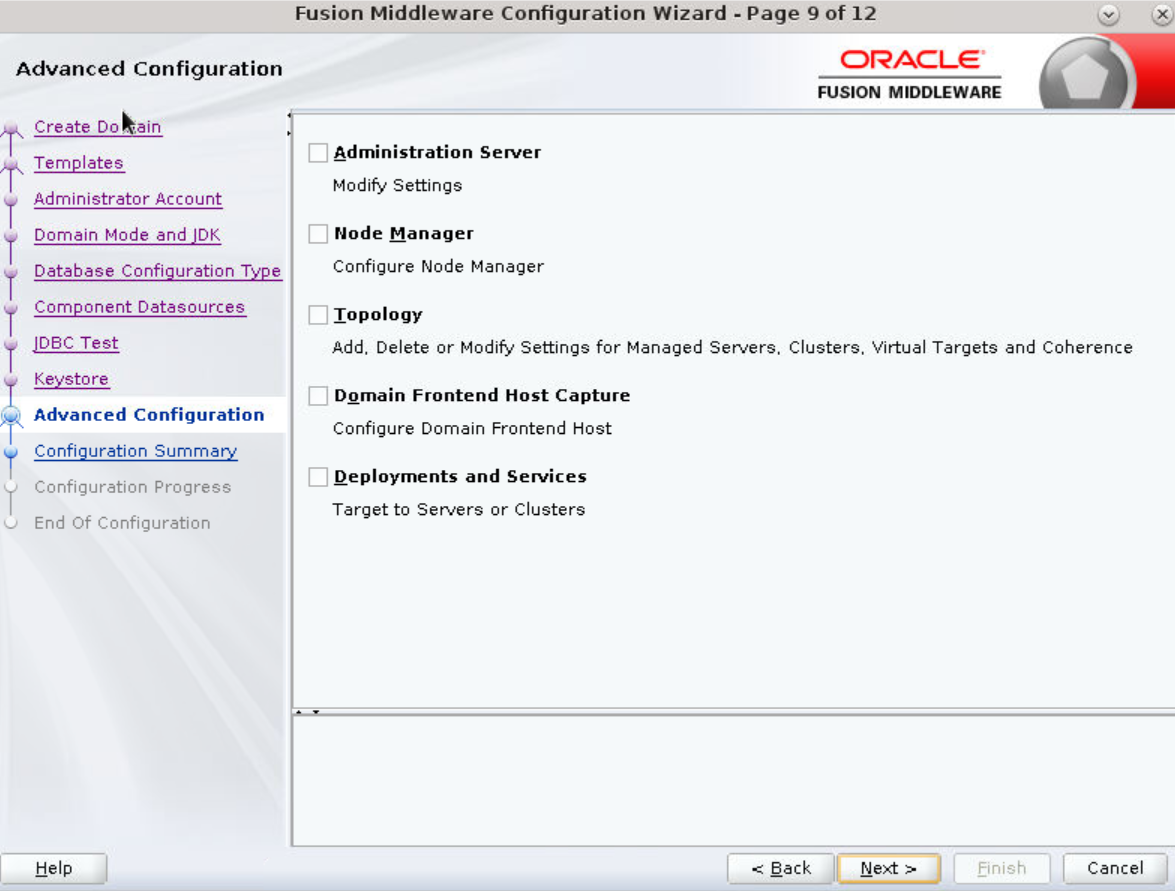 Fusion Middleware Configuration Wizard - Page 9 of 12
Advanced Configuration
ORACLE
FUSION MIDDLEWARE
Create Domain
Templates
Administrator Account
Domain Mode and JDK
Database Configuration Type
Component Datasources
JDBC Test
Keystore
Advanced Configuration
Configuration Summary
Configuration Progress
End Of Configuration
Administration Server
Modify Settings
Node Manager
Configure Node Manager
Topology
Add, Delete or Modify Settings for Managed Servers, Clusters, Virtual Targets and Coherence
Domain Frontend Host Capture
Configure Domain Frontend Host
Deployments and Services
Target to Servers or Clusters
Help
< Back
Next >
Finish
Cancel